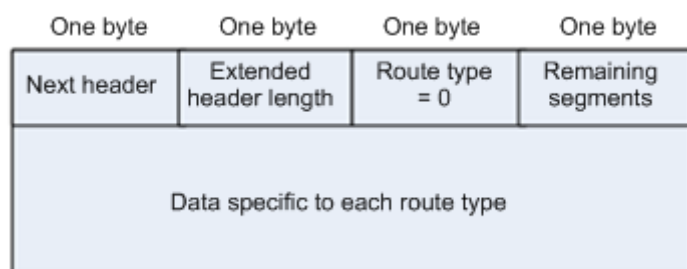 One byte One byte One byte One byte
Next header
Extended
header length
Route type
= 0
Remaining
segments
Data specific to each route type